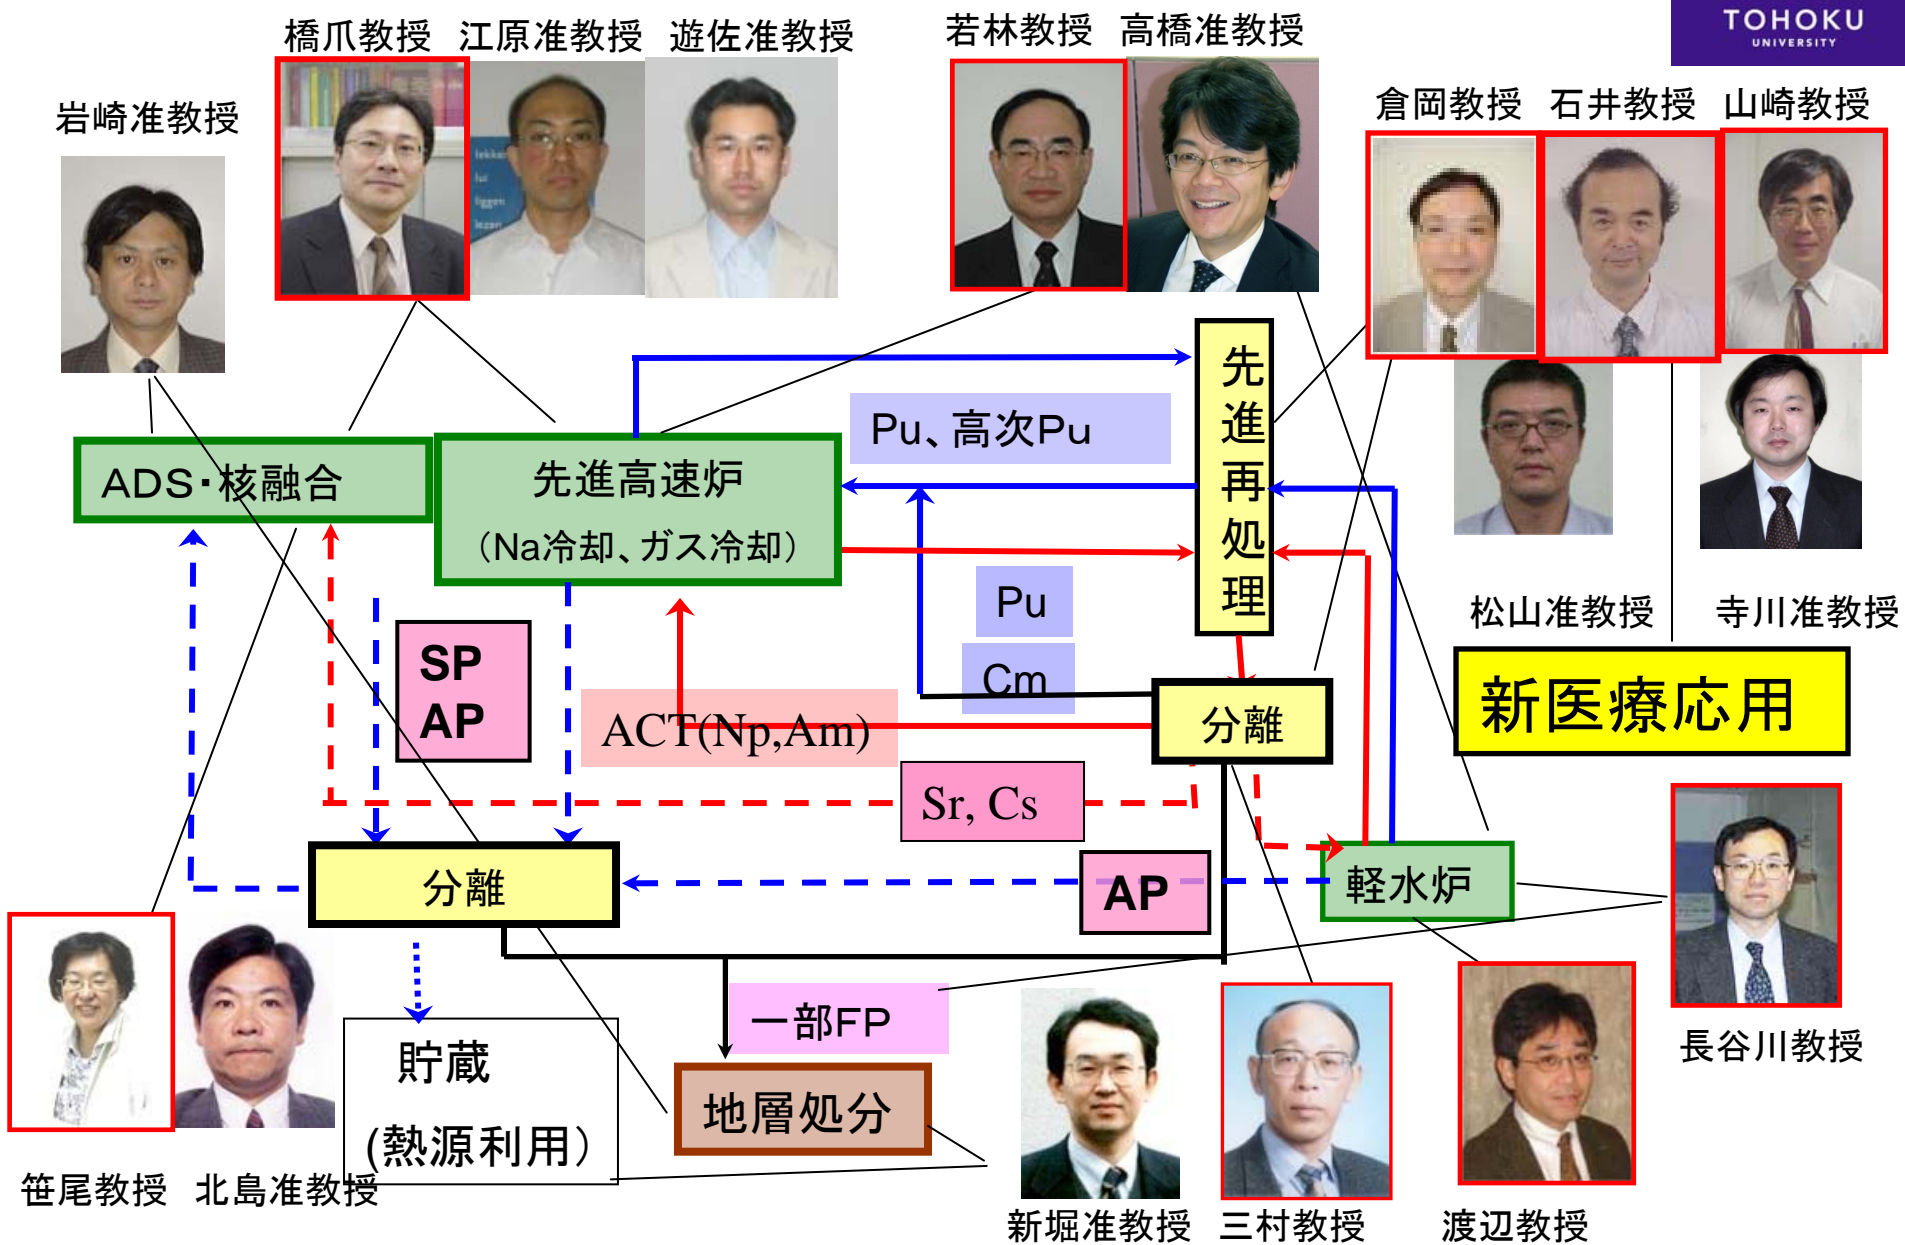 TOHOKU
UNIVERSITY
橋爪教授
江原准教授
遊佐准教授
若林教授
高橋准教授
岩崎准教授
倉岡教授
石井教授
山崎教授
tekken
lui
liggen
lezen
先進再処理
Pu、高次Pu
ADS・核融合
先進高速炉
（Na冷却、ガス冷却）
Pu
Cm
松山准教授
寺川准教授
SP
AP
ACT(Np,Am)
分離
新医療応用
Sr, Cs
分離
AP
軽水炉
一部FP
貯蔵
(熱源利用）
地層処分
長谷川教授
笹尾教授
北島准教授
新堀准教授
三村教授
渡辺教授